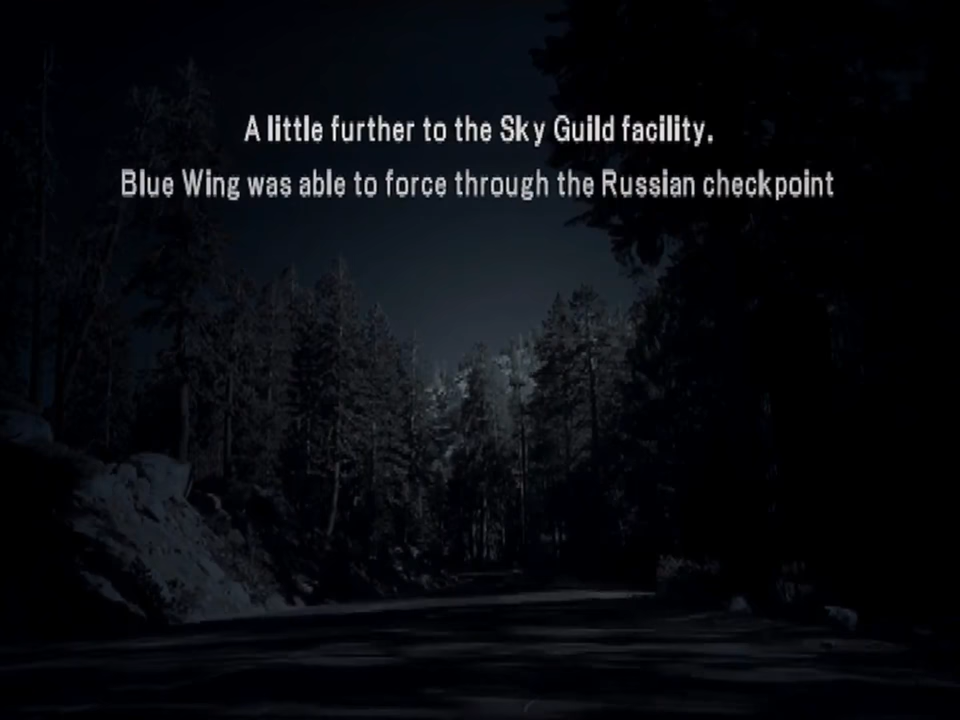 A little further to the Sky Guild facility.
Blue Wing was able to force through the Russian checkpoint